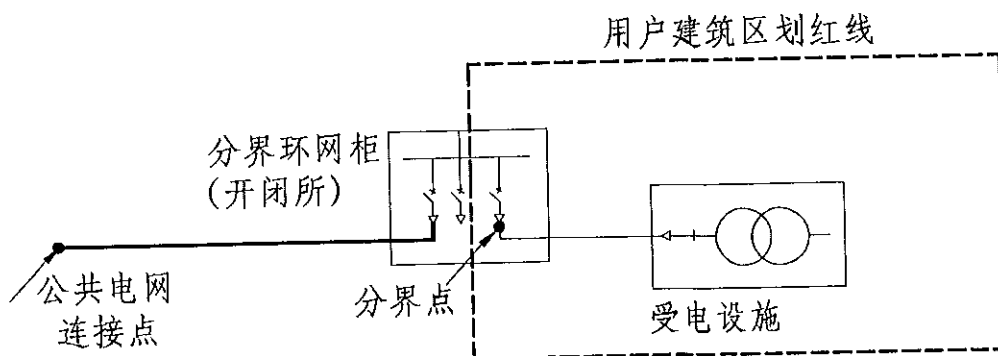 用户建筑区划红线
分界环网柜
(开闭所)
公共电网
连接点
分界点
受电设施